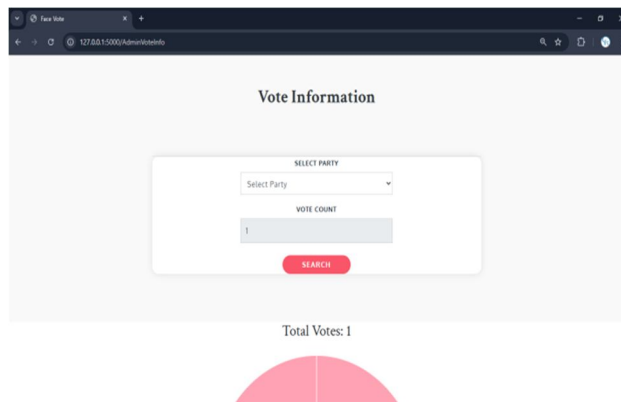 Face Vote
127.0.0.1:5000/AdminVoteInfo
Vote Information
SELECT PARTY
Select Party
VOTE COUNT
1
SEARCH
Total Votes: 1